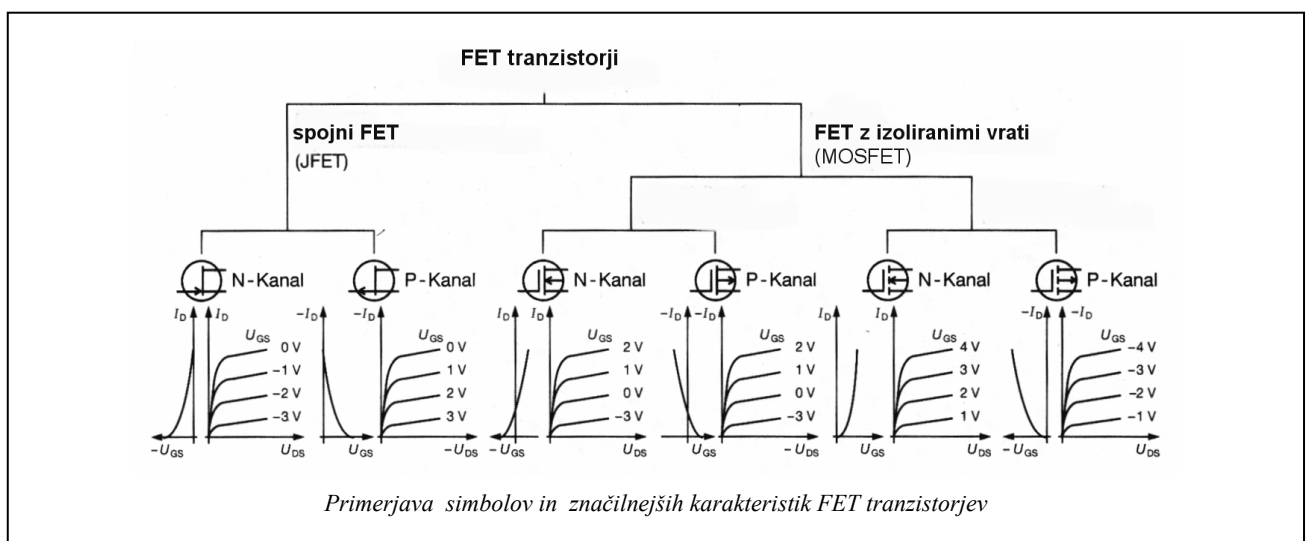 FET tranzistorji
spojni FET
(JFET)
FET z izoliranimi vrati
(MOSFET)
N-Kanal
P-Kanal
N-Kanal
P-Kanal
N-Kanal
P-Kanal
I_D I_D
-I_D -I_D
I_D I_D
-I_D -I_D
I_D I_D
-I_D -I_D
U_GS 0 V
-1 V
-2 V
-3 V
-U_GS U_DS
U_GS 0 V
1 V
2 V
3 V
U_GS -U_DS
U_GS 2 V
1 V
0 V
-3 V
-U_GS U_DS
U_GS 2 V
1 V
0 V
-3 V
U_GS -U_DS
U_GS 4 V
3 V
2 V
1 V
U_GS U_DS
U_GS -4 V
-3 V
-2 V
-1 V
-U_GS U_DS
Primerjava simbolov in značilnejših karakteristik FET tranzistorjev